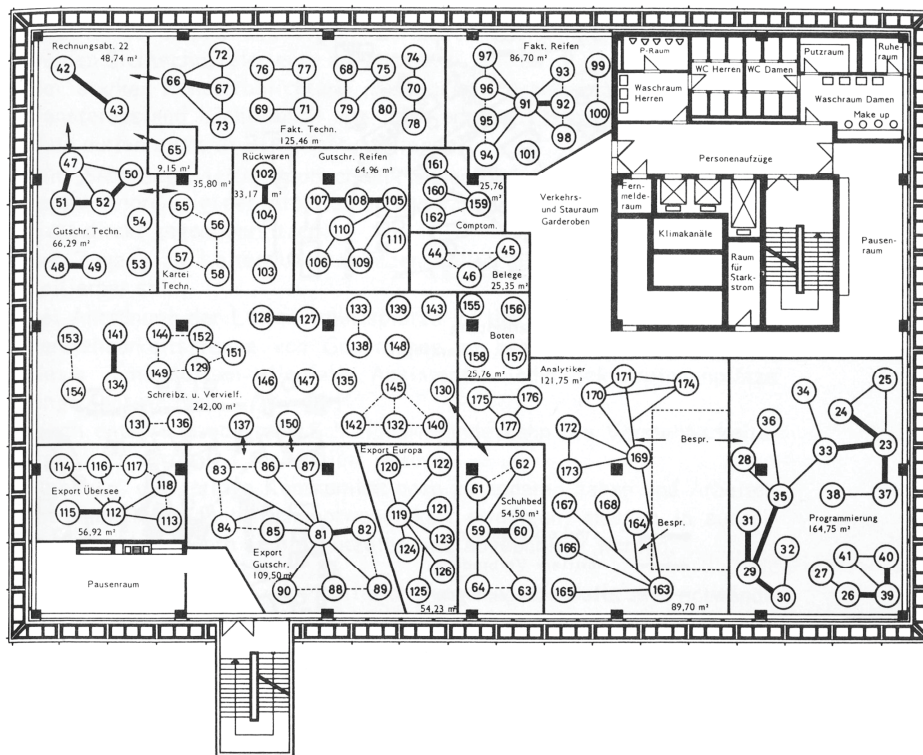 Rechnungsabt. 22
48,74 m²
42
43
66
72
67
73
76
77
69
71
68
75
79
80
74
70
78
Fakt. Techn.
125,46 m
Fakt. Reifen
86,70 m²
97
96
95
94
91
93
92
98
101
99
100
P-Raum
Waschraum
Herren
WC Herren
WC Damen
Putzraum
Ruhe-
raum
Waschraum Damen
Make up
Personenaufzüge
Fern-
melde-
raum
Klimakanäle
Raum
für
Stark-
strom
Pausen-
raum
Verkehrs-
und Stauraum
Garderoben
65
9,15 m²
47
50
51
52
54
53
48
49
Gutschr. Techn.
66,29 m²
35,80 m²
55
56
57
58
Kartei
Techn.
Rückwaren
102
33,17 m²
104
103
Gutschr. Reifen
64.96 m²
107
108
105
110
106
109
111
161
160
162
159
25,76
m²
Comptom.
44
45
46
Belege
25,35 m²
155
156
Boten
158
157
25,76 m²
153
154
141
134
144
152
151
149
129
128
127
133
138
139
148
143
146
147
135
Schreibz. u. Vervielf.
242,00 m²
131
136
137
150
145
142
132
140
130
Analytiker
121,75 m²
175
176
177
171
170
174
172
173
169
Bespr.
167
168
164
166
165
163
Bespr.
89,70 m²
114
116
117
118
Export Übersee
115
112
113
56,92 m²
Pausenraum
83
86
87
84
85
81
82
Export
Gutschr.
109,50 m²
90
88
89
Export Europa
120
122
119
121
123
124
126
125
54,23 m²
61
62
Schuhbed
54,50 m²
59
60
64
63
36
34
25
24
23
28
33
35
38
37
31
29
32
30
Programmierung
164,75 m²
41
40
27
26
39